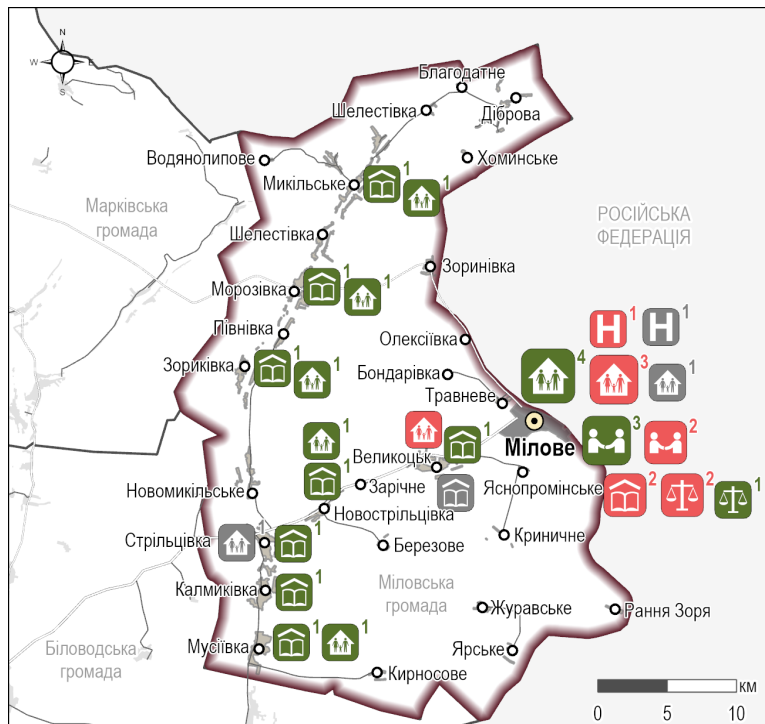 N
W E
S
Благодатне
Шелестівка
Діброва
Водянолипове
Хоминське
Микільське
1
1
Марківська
громада
РОСІЙСЬКА
ФЕДЕРАЦІЯ
Шелестівка
Зоринівка
Морозівка
1
1
H 1
H 1
Півнівка
Олексіївка
Зориківка
1
1
Бондарівка
4
3
1
Травневе
Мілове
3
2
1
1
1
Великоцьк
Зарічне
Яснопромінське
2
2
1
Новомикільське
Новострільцівка
Стрільцівка
1
1
Березове
Криничне
Калмиківка
1
Міловська
громада
Журавське
Рання Зоря
Мусіївка
1
1
Ярське
Біловодська
громада
Кирносове
км
0 5 10